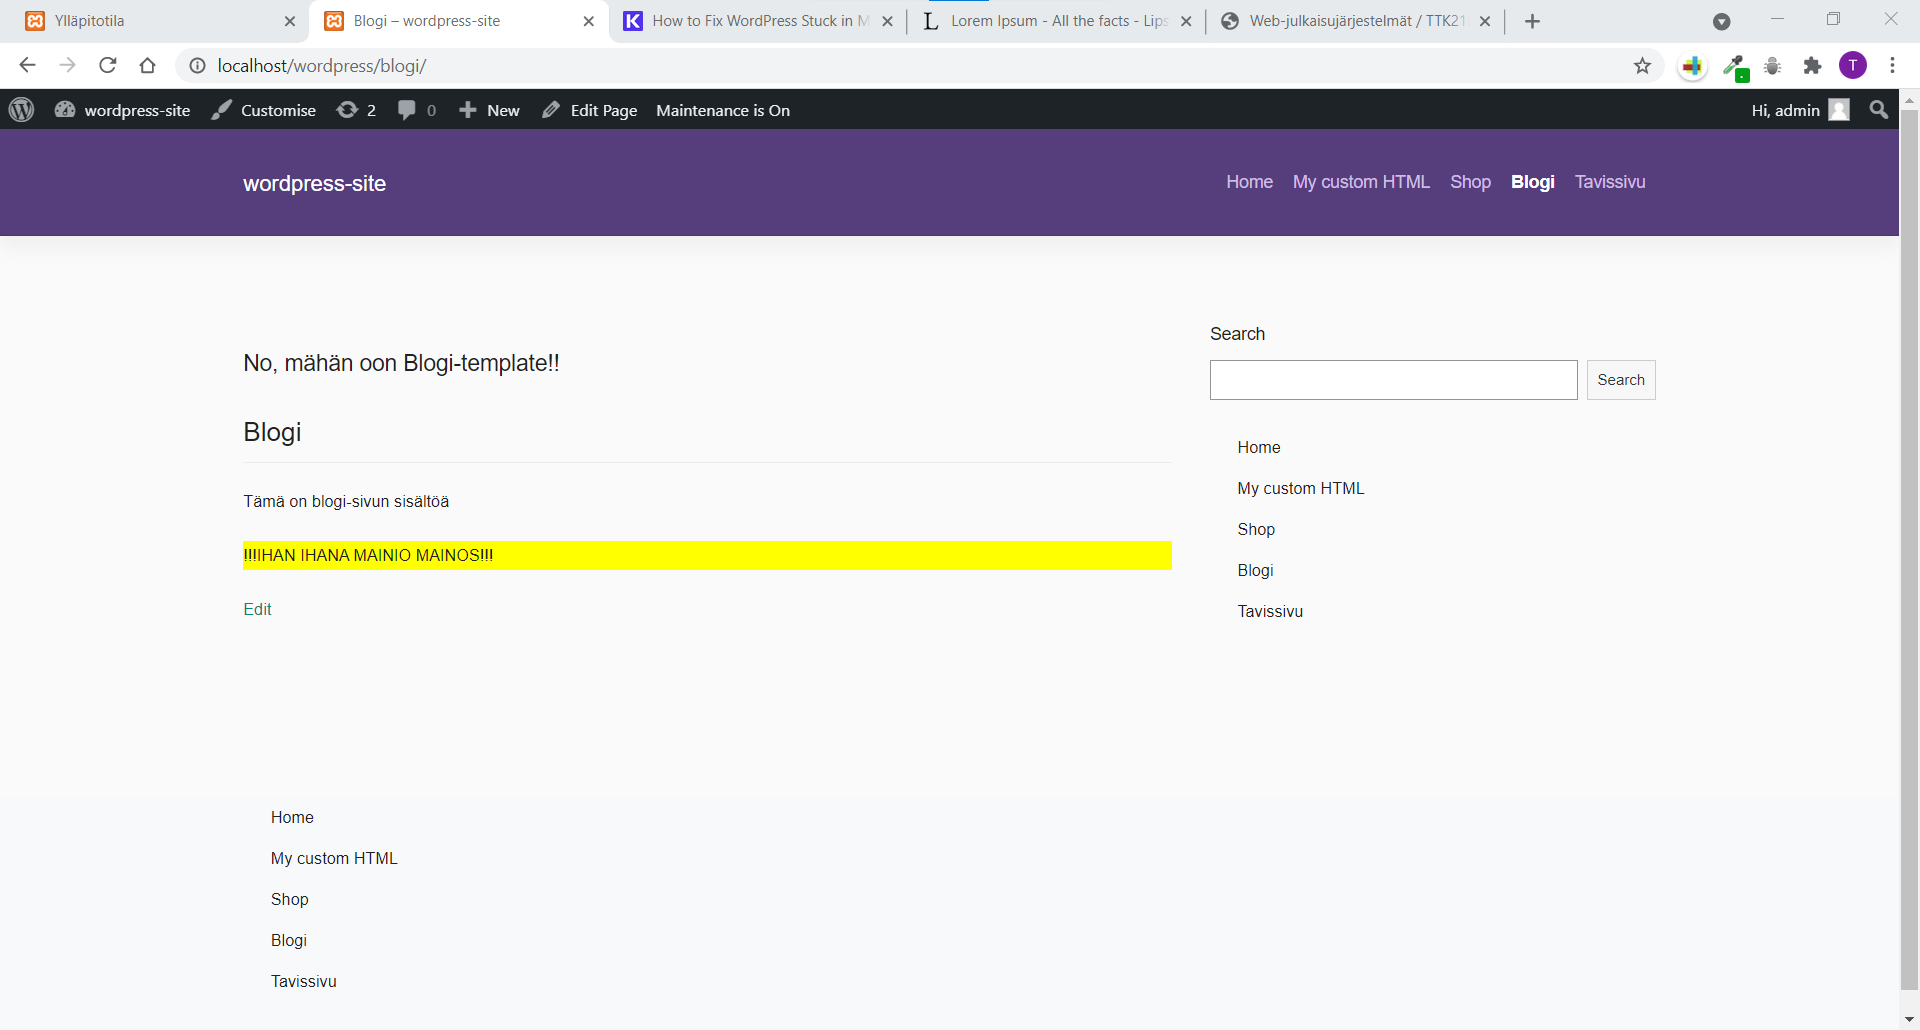 Ylläpitotila
Blogi – wordpress-site
How to Fix WordPress Stuck in M
Lorem Ipsum - All the facts - Lips
Web-julkaisujärjestelmät / TTK21
localhost/wordpress/blogi/
T
wordpress-site
Customise
2
0
New
Edit Page
Maintenance is On
Hi, admin
wordpress-site
Home
My custom HTML
Shop
Blogi
Tavissivu
No, mähän oon Blogi-template!!
Blogi
Tämä on blogi-sivun sisältöä
!!!IHAN IHANA MAINIO MAINOS!!!
Edit
Search
Search
Home
My custom HTML
Shop
Blogi
Tavissivu
Home
My custom HTML
Shop
Blogi
Tavissivu